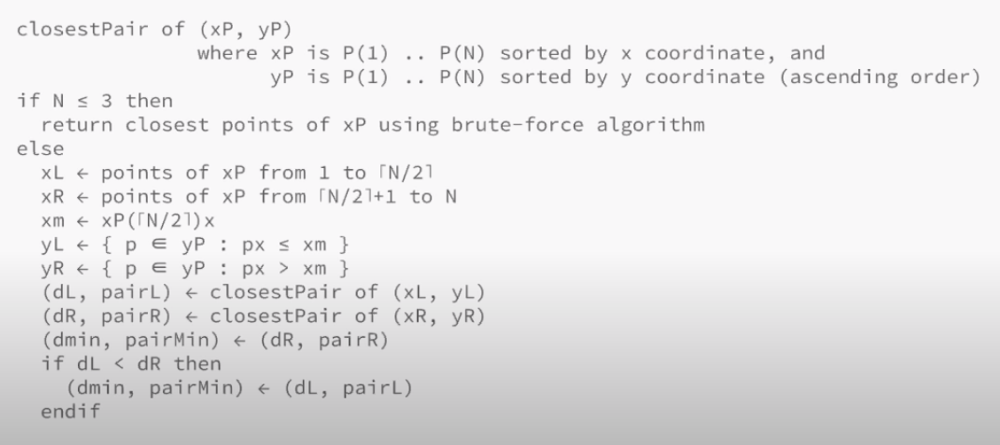 closestPair of (xP, yP)
where xP is P(1) .. P(N) sorted by x coordinate, and
yP is P(1) .. P(N) sorted by y coordinate (ascending order)
if N ≤ 3 then
return closest points of xP using brute-force algorithm
else
xL ← points of xP from 1 to ⌈N/2⌉
xR ← points of xP from ⌈N/2⌉+1 to N
xm ← xP(⌈N/2⌉)x
yL ← { p ∈ yP : px ≤ xm }
yR ← { p ∈ yP : px > xm }
(dL, pairL) ← closestPair of (xL, yL)
(dR, pairR) ← closestPair of (xR, yR)
(dmin, pairMin) ← (dR, pairR)
if dL < dR then
(dmin, pairMin) ← (dL, pairL)
endif